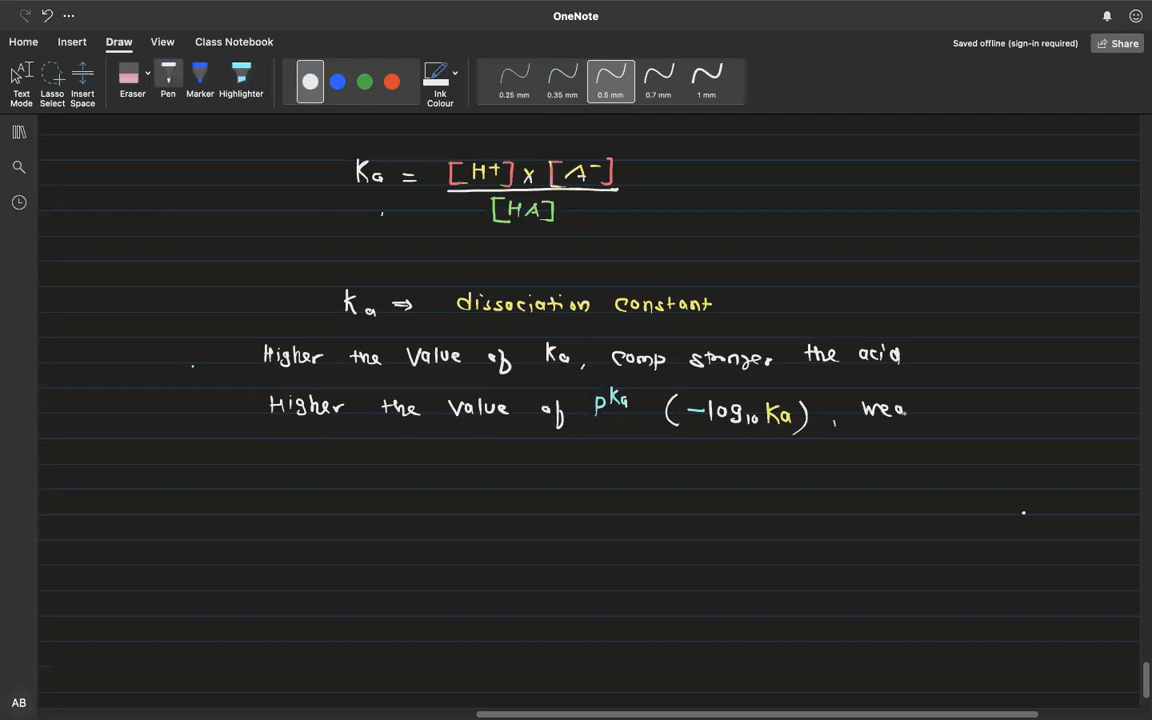 OneNote
Home Insert Draw View Class Notebook
Saved offline (sign-in required)
Share
Text Mode
Lasso Select
Insert Space
Eraser
Pen
Marker
Highlighter
Ink Colour
0.25 mm
0.35 mm
0.5 mm
0.7 mm
1 mm
Ka = [H+] x [A-]
[HA]
Ka ⇒ dissociation constant
Higher the value of Ka, comp stronger the acid
Higher the value of pKa (-log10 Ka), wea
AB